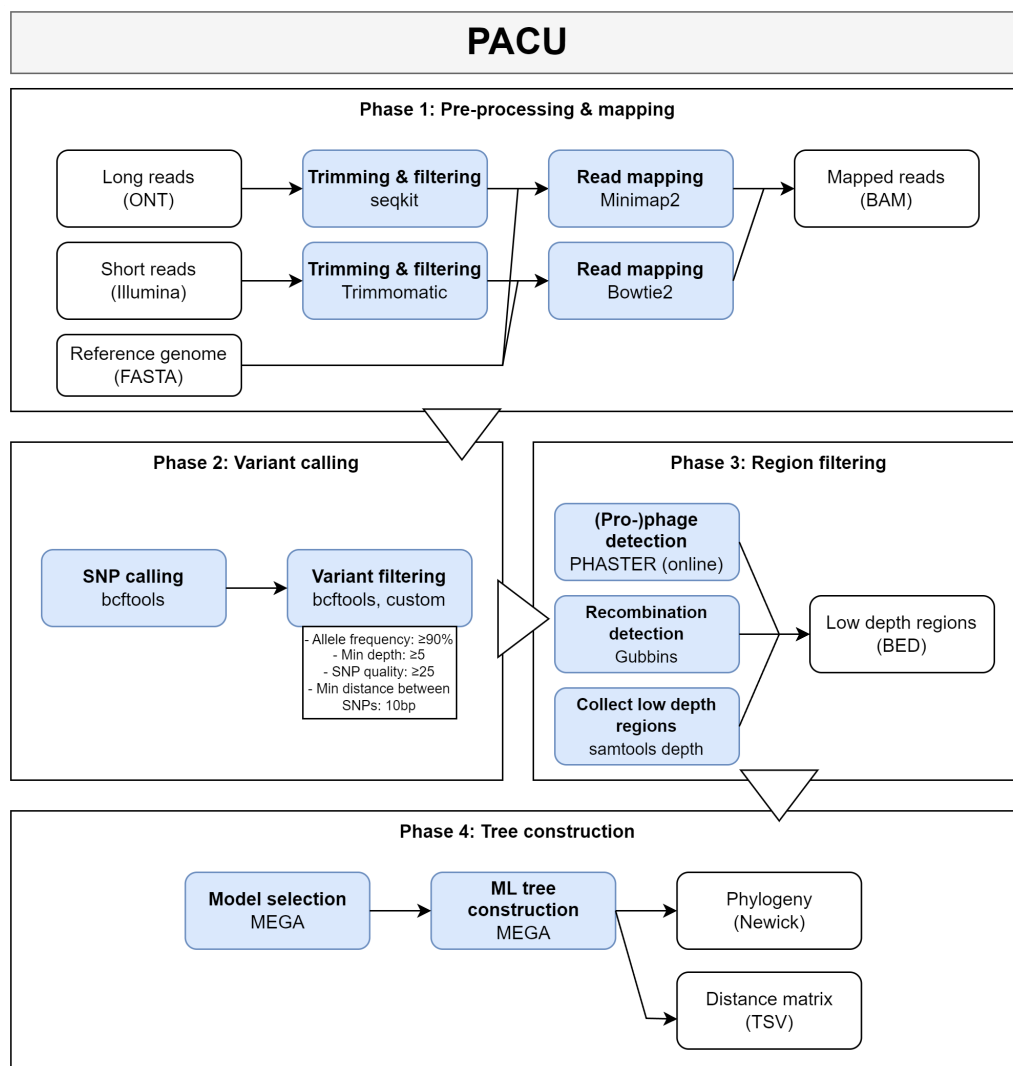 PACU
Phase 1: Pre-processing & mapping
Long reads
(ONT)
Trimming & filtering
seqkit
Read mapping
Minimap2
Mapped reads
(BAM)
Short reads
(Illumina)
Trimming & filtering
Trimmomatic
Read mapping
Bowtie2
Reference genome
(FASTA)
Phase 2: Variant calling
SNP calling
bcftools
Variant filtering
bcftools, custom
- Allele frequency: ≥90%
- Min depth: ≥5
- SNP quality: ≥25
- Min distance between
SNPs: 10bp
Phase 3: Region filtering
(Pro-)phage
detection
PHASTER (online)
Recombination
detection
Gubbins
Collect low depth
regions
samtools depth
Low depth regions
(BED)
Phase 4: Tree construction
Model selection
MEGA
ML tree
construction
MEGA
Phylogeny
(Newick)
Distance matrix
(TSV)